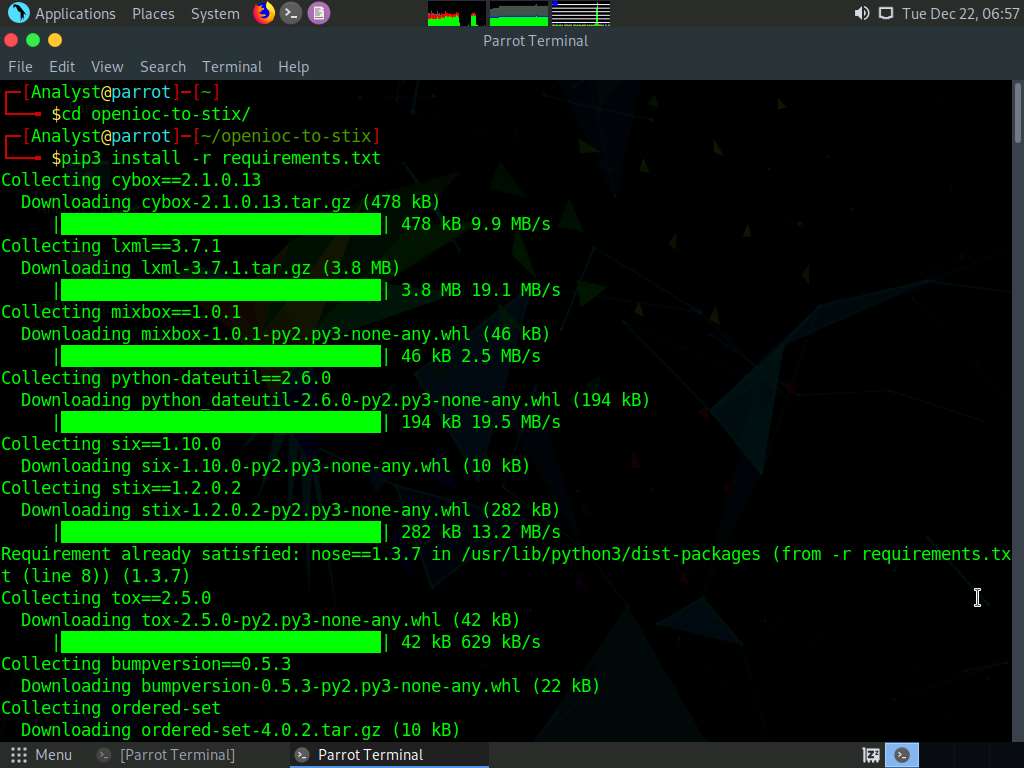 Applications Places System Tue Dec 22, 06:57
Parrot Terminal
File Edit View Search Terminal Help
┌─[Analyst@parrot]─[~]
└──╼ $cd openioc-to-stix/
┌─[Analyst@parrot]─[~/openioc-to-stix]
└──╼ $pip3 install -r requirements.txt
Collecting cybox==2.1.0.13
Downloading cybox-2.1.0.13.tar.gz (478 kB)
|████████████████████████████████| 478 kB 9.9 MB/s
Collecting lxml==3.7.1
Downloading lxml-3.7.1.tar.gz (3.8 MB)
|████████████████████████████████| 3.8 MB 19.1 MB/s
Collecting mixbox==1.0.1
Downloading mixbox-1.0.1-py2.py3-none-any.whl (46 kB)
|████████████████████████████████| 46 kB 2.5 MB/s
Collecting python-dateutil==2.6.0
Downloading python_dateutil-2.6.0-py2.py3-none-any.whl (194 kB)
|████████████████████████████████| 194 kB 19.5 MB/s
Collecting six==1.10.0
Downloading six-1.10.0-py2.py3-none-any.whl (10 kB)
Collecting stix==1.2.0.2
Downloading stix-1.2.0.2-py2.py3-none-any.whl (282 kB)
|████████████████████████████████| 282 kB 13.2 MB/s
Requirement already satisfied: nose==1.3.7 in /usr/lib/python3/dist-packages (from -r requirements.tx
t (line 8)) (1.3.7)
Collecting tox==2.5.0
Downloading tox-2.5.0-py2.py3-none-any.whl (42 kB)
|████████████████████████████████| 42 kB 629 kB/s
Collecting bumpversion==0.5.3
Downloading bumpversion-0.5.3-py2.py3-none-any.whl (22 kB)
Collecting ordered-set
Downloading ordered-set-4.0.2.tar.gz (10 kB)
Menu [Parrot Terminal] Parrot Terminal